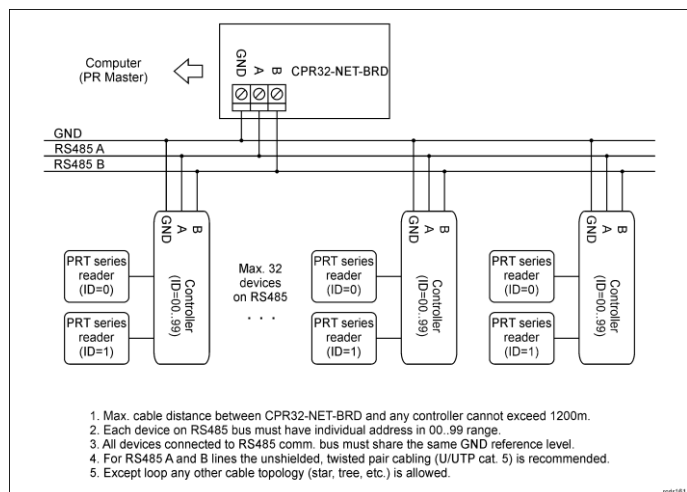 Computer
(PR Master)
GND
A
B
CPR32-NET-BRD
GND
RS485 A
RS485 B
GND
A
B
GND
A
B
GND
A
B
PRT series
reader
(ID=0)
PRT series
reader
(ID=1)
Controller
(ID=00..99)
Max. 32
devices
on RS485
. . .
PRT series
reader
(ID=0)
PRT series
reader
(ID=1)
Controller
(ID=00..99)
PRT series
reader
(ID=0)
PRT series
reader
(ID=1)
Controller
(ID=00..99)
1. Max. cable distance between CPR32-NET-BRD and any controller cannot exceed 1200m.
2. Each device on RS485 bus must have individual address in 00..99 range.
3. All devices connected to RS485 comm. bus must share the same GND reference level.
4. For RS485 A and B lines the unshielded, twisted pair cabling (U/UTP cat. 5) is recommended.
5. Except loop any other cable topology (star, tree, etc.) is allowed.